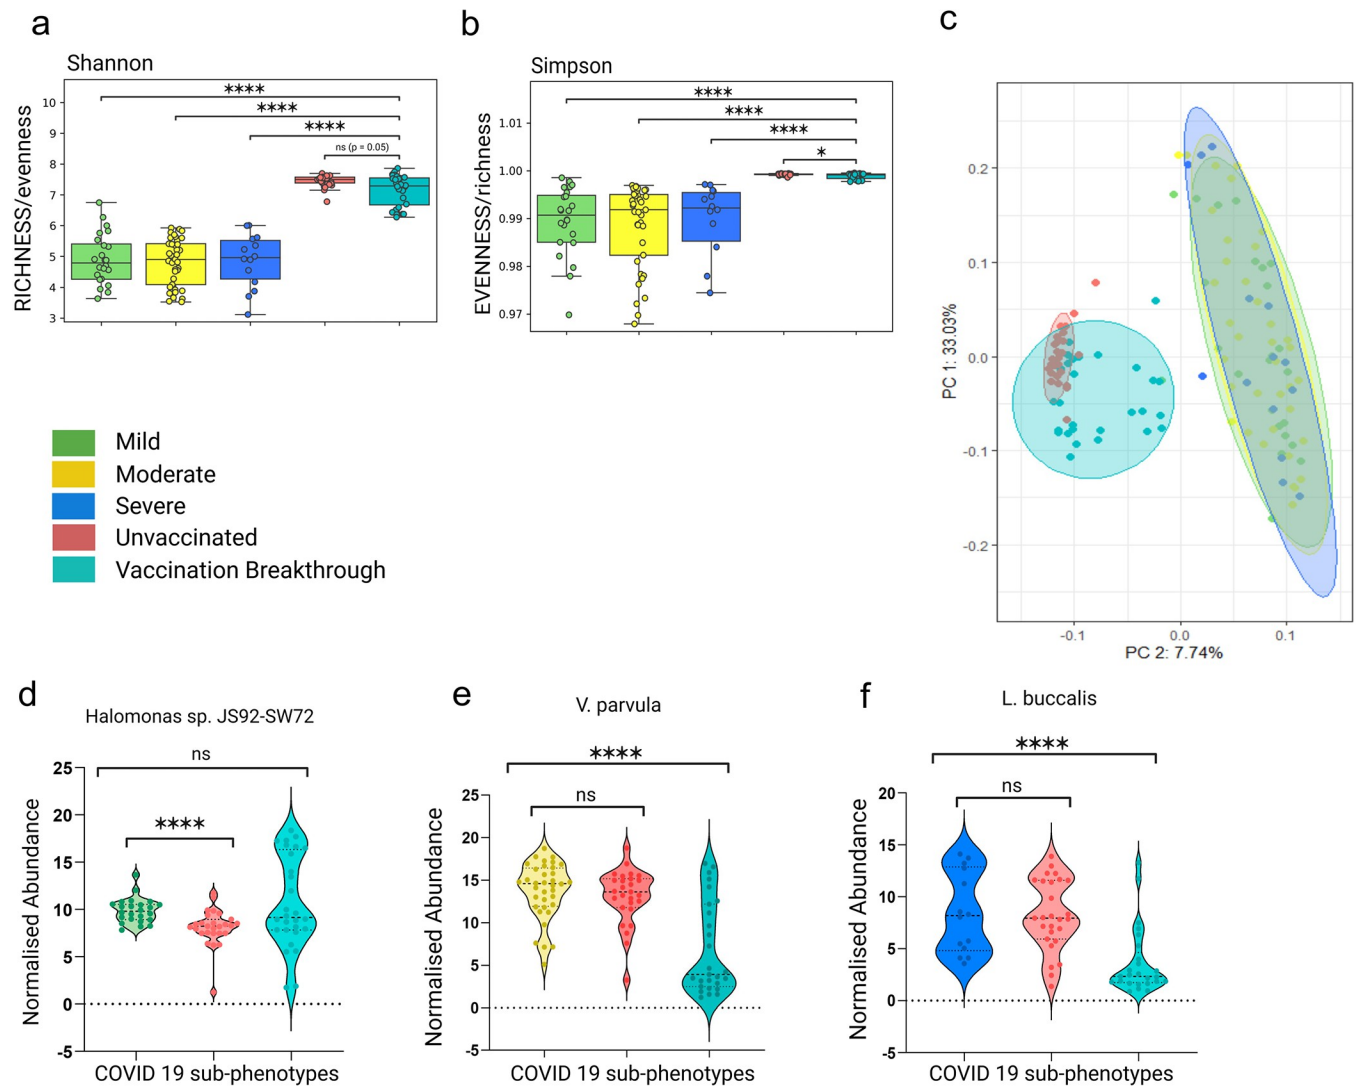 a
Shannon
****
****
****
ns (p = 0.05)
RICHNESS/evenness
10
9
8
7
6
5
4
3
b
Simpson
****
****
****
*
EVENNESS/richness
1.01
1.00
0.99
0.98
0.97
c
PC 1: 33.03%
0.2
0.1
0.0
-0.1
-0.2
-0.1
0.0
0.1
PC 2: 7.74%
Mild
Moderate
Severe
Unvaccinated
Vaccination Breakthrough
d
Halomonas sp. JS92-SW72
ns
****
Normalised Abundance
25
20
15
10
5
0
-5
COVID 19 sub-phenotypes
e
V. parvula
****
ns
Normalised Abundance
25
20
15
10
5
0
-5
COVID 19 sub-phenotypes
f
L. buccalis
****
ns
Normalised Abundance
20
15
10
5
0
-5
COVID 19 sub-phenotypes